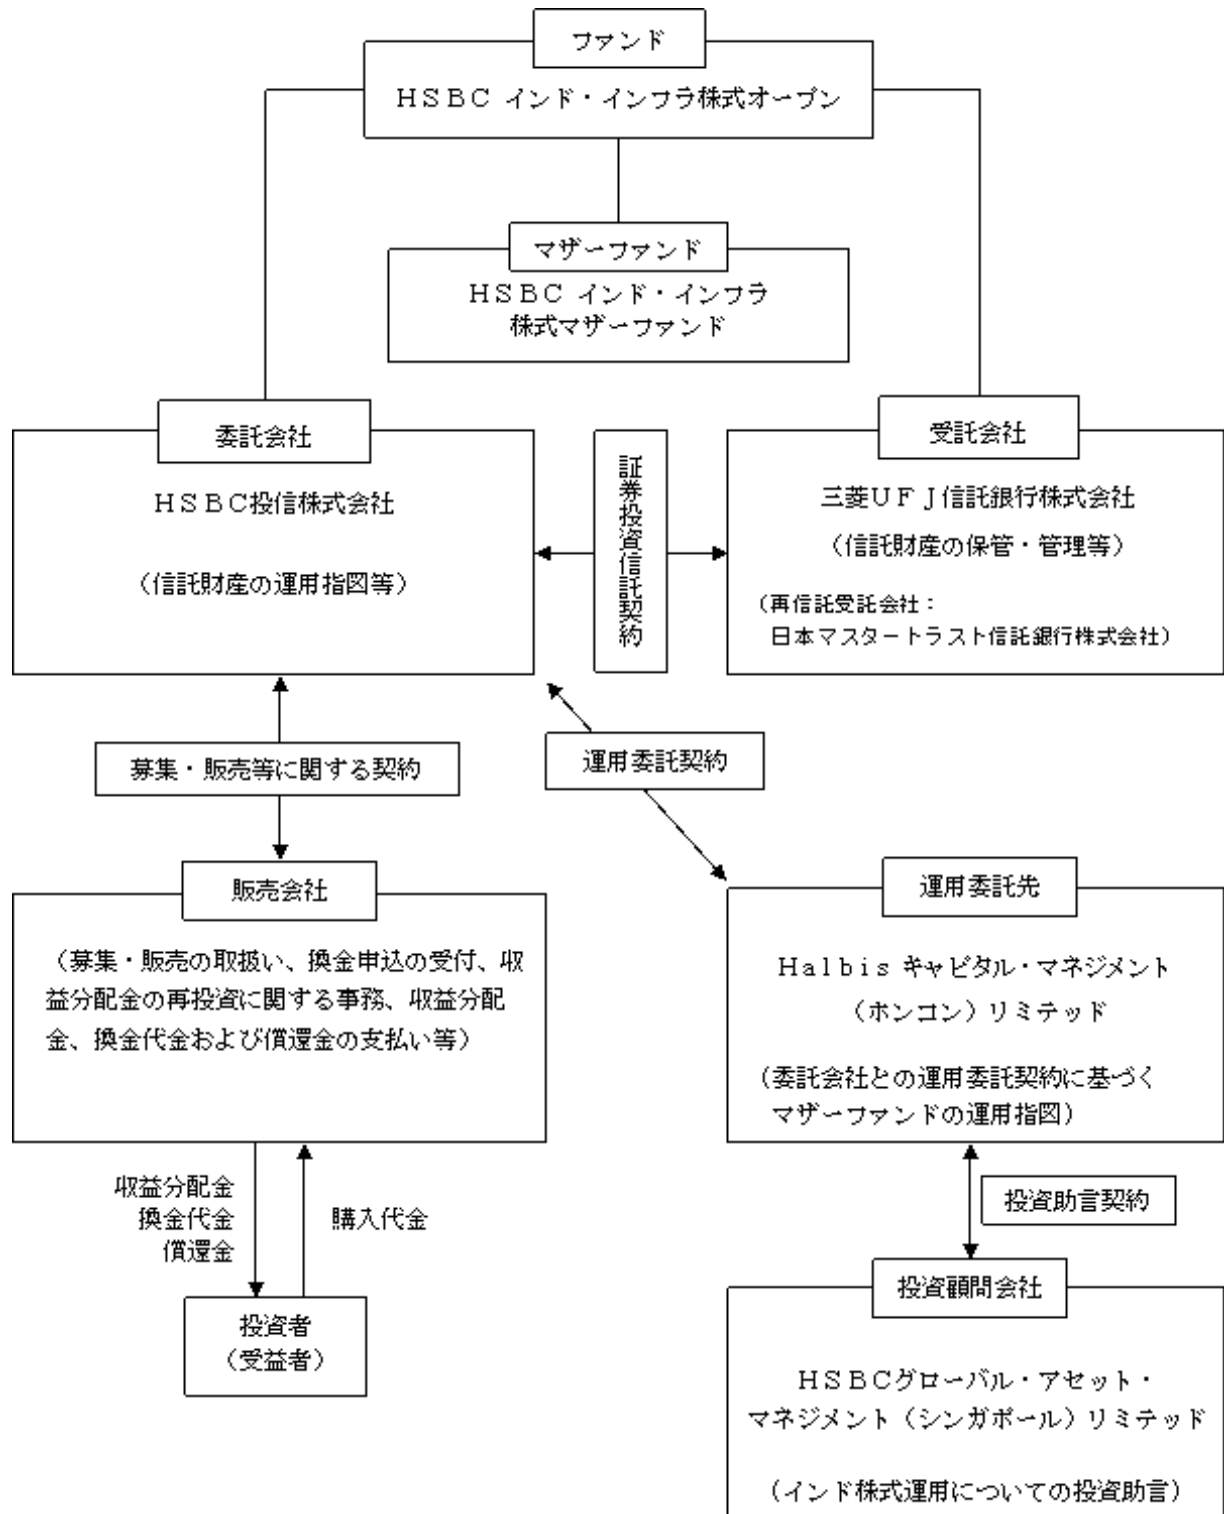 ファンド
ＨＳＢＣ インド・インフラ株式オープン
マザーファンド
ＨＳＢＣ インド・インフラ
株式マザーファンド
委託会社
ＨＳＢＣ投信株式会社
（信託財産の運用指図等）
証券投資信託契約
受託会社
三菱ＵＦＪ信託銀行株式会社
（信託財産の保管・管理等）
（再信託受託会社：
日本マスタートラスト信託銀行株式会社）
募集・販売等に関する契約
運用委託契約
販売会社
（募集・販売の取扱い、換金申込の受付、収
益分配金の再投資に関する事務、収益分配
金、換金代金および償還金の支払い等）
運用委託先
Ｈａｌｂｉｓ キャピタル・マネジメント
（ホンコン）リミテッド
（委託会社との運用委託契約に基づく
マザーファンドの運用指図）
収益分配金
換金代金
償還金
購入代金
投資助言契約
投資者
（受益者）
投資顧問会社
ＨＳＢＣグローバル・アセット・
マネジメント（シンガポール）リミテッド
（インド株式運用についての投資助言）